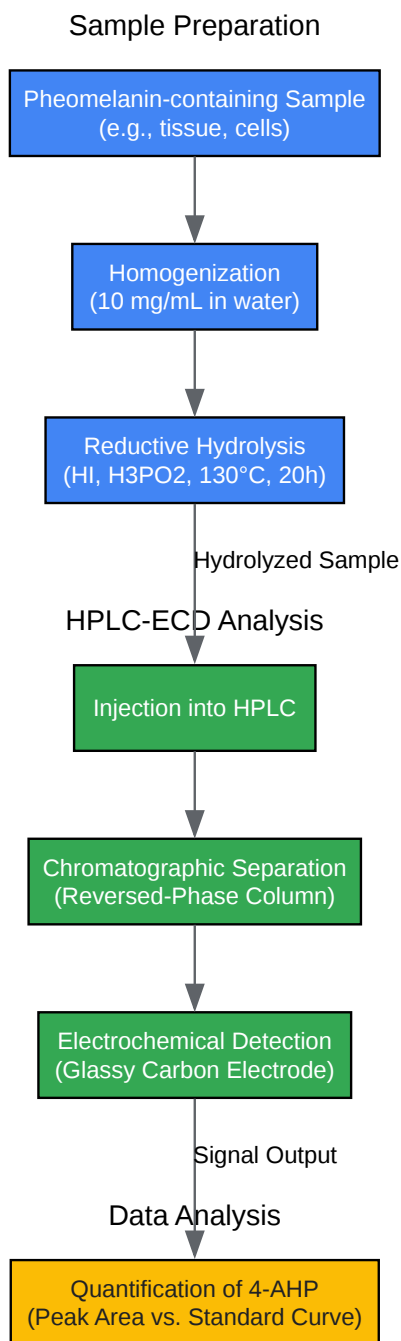 Sample Preparation
Pheomelanin-containing Sample
(e.g., tissue, cells)
Homogenization
(10 mg/mL in water)
Reductive Hydrolysis
(HI, H3PO2, 130°C, 20h)
Hydrolyzed Sample
HPLC-ECD Analysis
Injection into HPLC
Chromatographic Separation
(Reversed-Phase Column)
Electrochemical Detection
(Glassy Carbon Electrode)
Signal Output
Data Analysis
Quantification of 4-AHP
(Peak Area vs. Standard Curve)